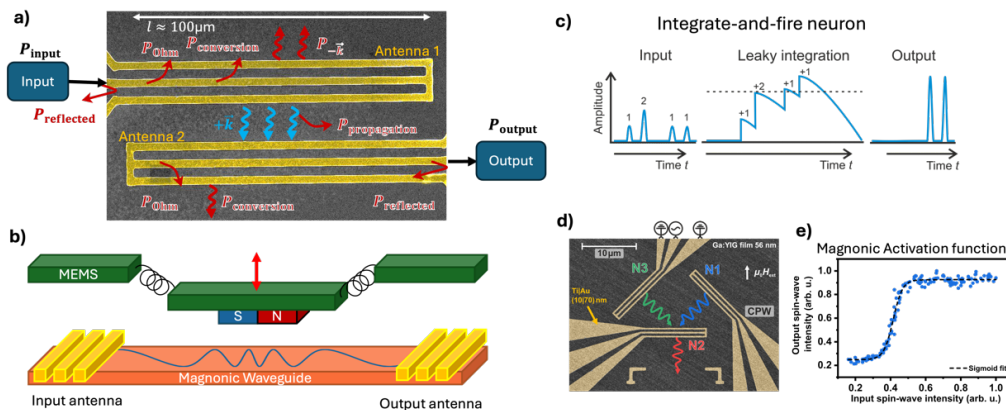 a)
l ≈ 100μm
P_input
Input
P_reflected
P_Ohm
P_conversion
P_-k⃗
Antenna 1
+k⃗
P_propagation
Antenna 2
P_Ohm
P_conversion
P_reflected
P_output
Output
b)
MEMS
S N
Magnonic Waveguide
Input antenna
Output antenna
c)
Integrate-and-fire neuron
Input
Leaky integration
Output
Amplitude
1 2 1 1
+1 +2 +1 +1
Time t
Time t
Time t
d)
10μm
Ga:YIG film 56 nm
N3
N1
μ₀H_ext
Ti/Au
(10/70) nm
CPW
N2
e)
Magnonic Activation function
Output spin-wave
intensity (arb. u.)
1.0
0.8
0.6
0.4
0.2
Sigmoid fit
0.2 0.4 0.6 0.8 1.0
Input spin-wave intensity (arb. u.)